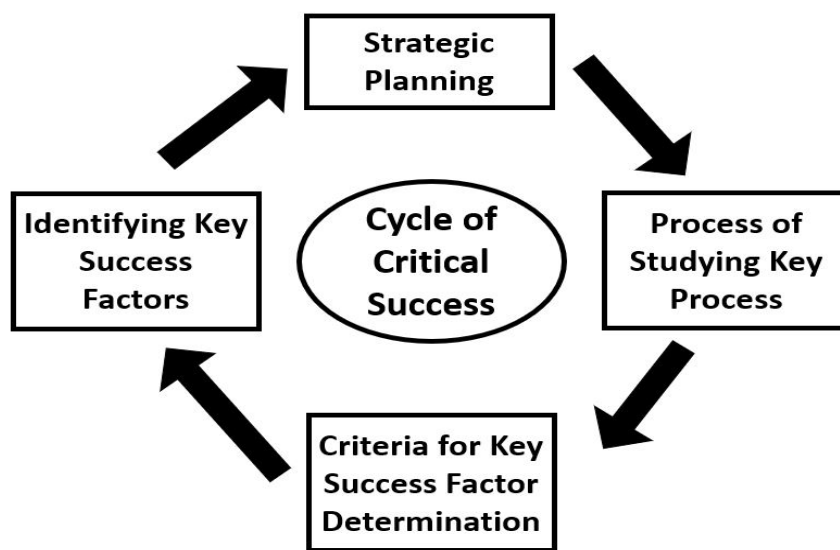 Strategic
Planning
Identifying Key
Success
Factors
Cycle of
Critical
Success
Process of
Studying Key
Process
Criteria for Key
Success Factor
Determination